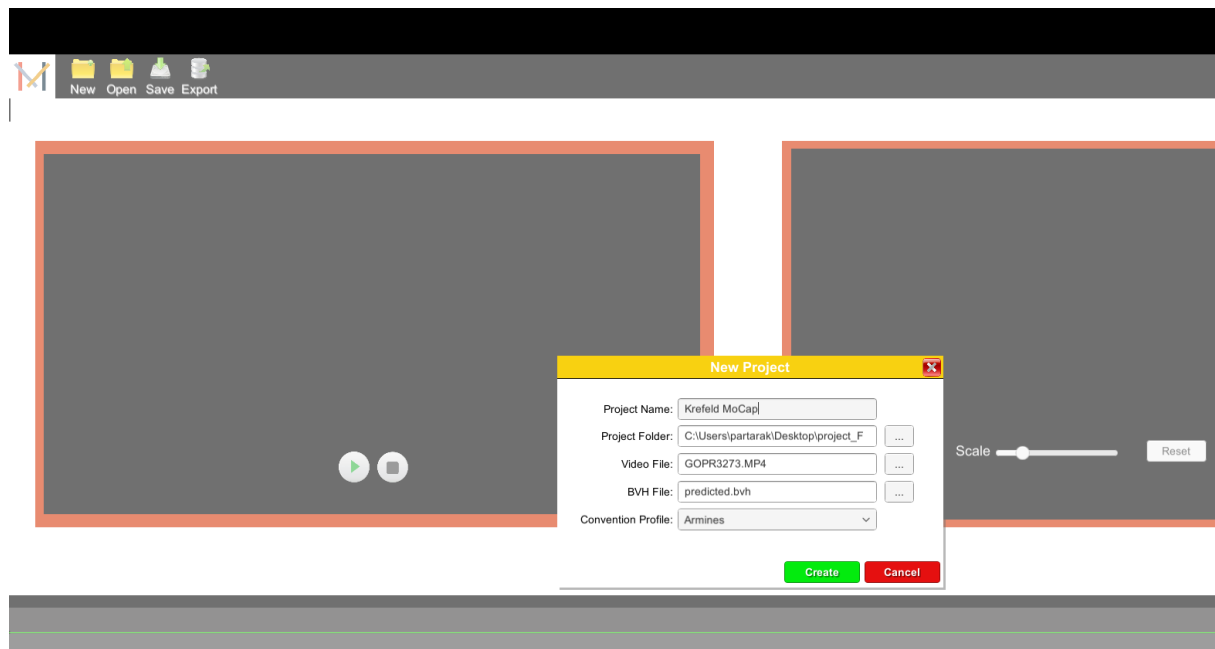 New Open Save Export
New Project
Project Name: Krefeld MoCap
Project Folder: C:\Users\partarak\Desktop\project_F ...
Video File: GOPR3273.MP4 ...
BVH File: predicted.bvh ...
Convention Profile: Armines
Create Cancel
Scale Reset